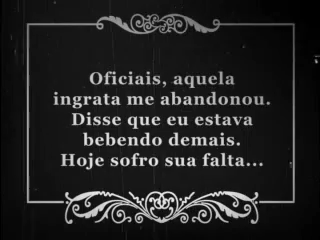 Oficiais, aquela
ingrata me abandonou.
Disse que eu estava
bebendo demais.
Hoje sofro sua falta...